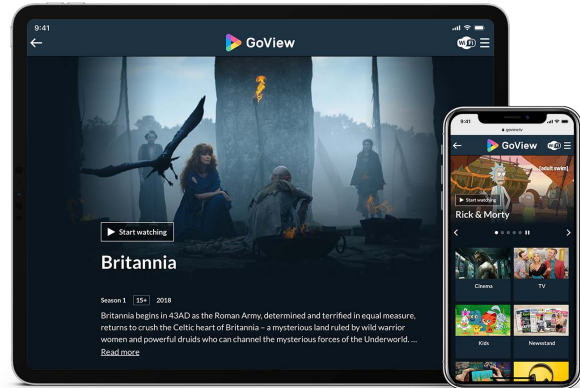 9:41
GoView
WiFi
Start watching
Britannia
Season 1 15+ 2018
Britannia begins in 43AD as the Roman Army, determined and terrified in equal measure,
returns to crush the Celtic heart of Britannia – a mysterious land ruled by wild warrior
women and powerful druids who can channel the mysterious forces of the Underworld. ...
Read more
9:41
goviewtv
GoView
WiFi
[adult swim]
Start watching
Rick & Morty
Cinema TV
Kids Newsstand